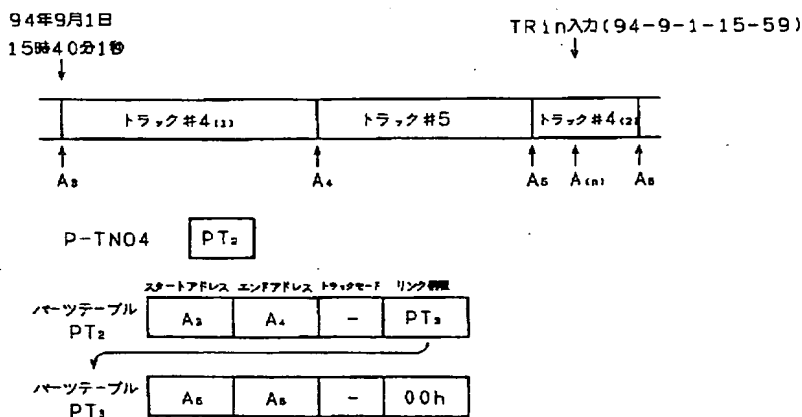 94年9月1日
15時40分1秒
TRin入力(94-9-1-15-59)
トラック#4(1) トラック#5 トラック#4(2)
A3 A4 A5 A(n) A6
P-TNO4 PT2
スタートアドレス エンドアドレス トラックモード リンク情報
パーツテーブル A3 A4 - PT3
PT2
パーツテーブル A5 A6 - 00h
PT3